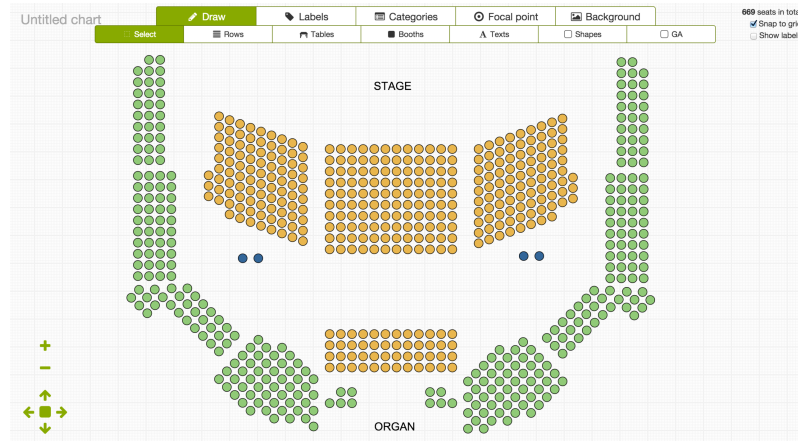 Untitled chart
Draw Labels Categories Focal point Background
669 seats in tota
Select Rows Tables Booths A Texts Shapes GA
Snap to gri
Show label
STAGE
ORGAN